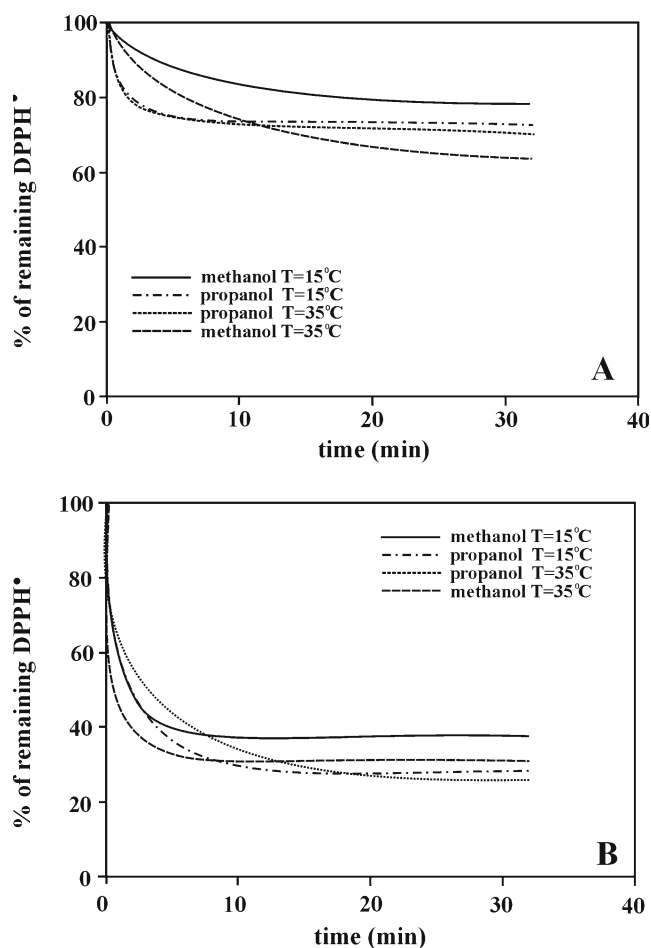 % of remaining DPPH•
100
80
60
40
20
0
methanol T=15°C
propanol T=15°C
propanol T=35°C
methanol T=35°C
A
0 10 20 30 40
time (min)
% of remaining DPPH•
100
80
60
40
20
0
methanol T=15°C
propanol T=15°C
propanol T=35°C
methanol T=35°C
B
0 10 20 30 40
time (min)